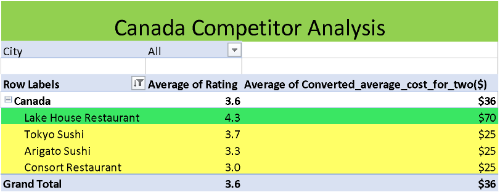 Canada Competitor Analysis
City All
Row Labels Average of Rating Average of Converted_average_cost_for_two($)
Canada 3.6 $36
Lake House Restaurant 4.3 $70
Tokyo Sushi 3.7 $25
Arigato Sushi 3.3 $25
Consort Restaurant 3.0 $25
Grand Total 3.6 $36